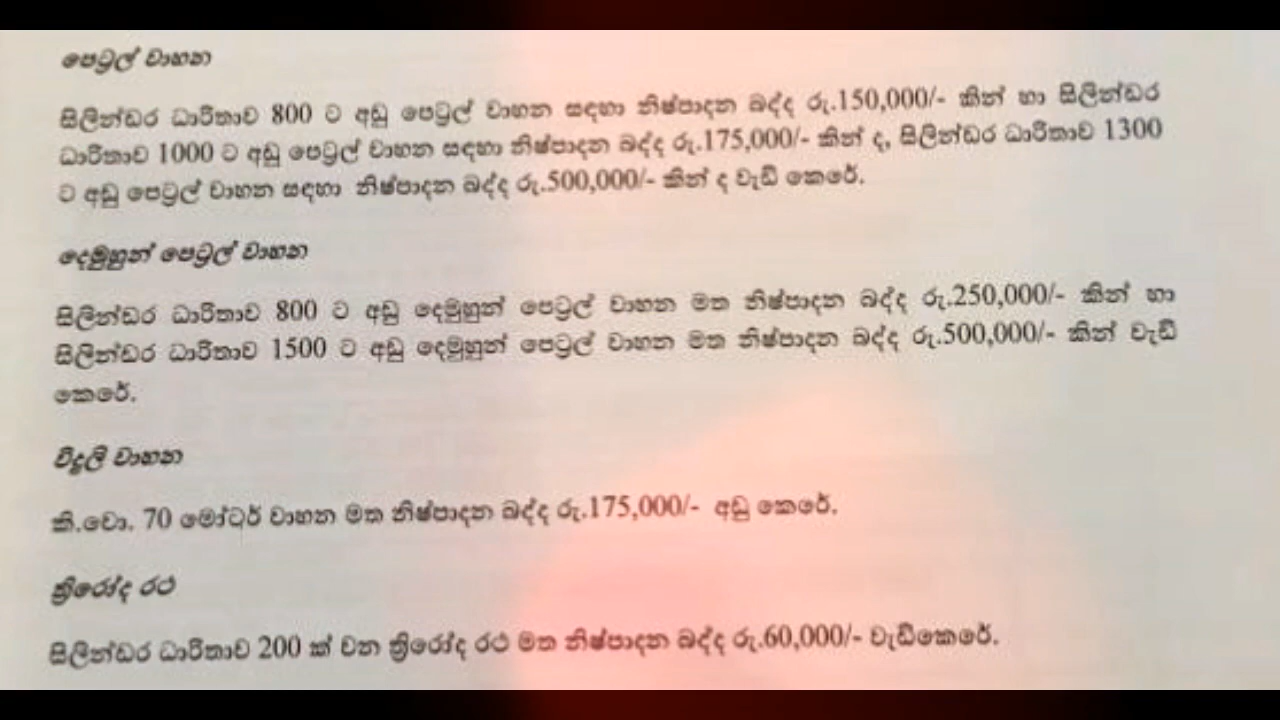 පෙට්‍රල් වාහන
සිලින්ඩර ධාරිතාව 800 ට අඩු පෙට්‍රල් වාහන සඳහා නිෂ්පාදන බද්ද රු.150,000/- කින් හා සිලින්ඩර
ධාරිතාව 1000 ට අඩු පෙට්‍රල් වාහන සඳහා නිෂ්පාදන බද්ද රු.175,000/- කින් ද, සිලින්ඩර ධාරිතාව 1300
ට අඩු පෙට්‍රල් වාහන සඳහා නිෂ්පාදන බද්ද රු.500,000/- කින් ද වැඩි කෙරේ.
දෙමුහුන් පෙට්‍රල් වාහන
සිලින්ඩර ධාරිතාව 800 ට අඩු දෙමුහුන් පෙට්‍රල් වාහන මත නිෂ්පාදන බද්ද රු.250,000/- කින් හා
සිලින්ඩර ධාරිතාව 1500 ට අඩු දෙමුහුන් පෙට්‍රල් වාහන මත නිෂ්පාදන බද්ද රු.500,000/- කින් වැඩි
කෙරේ.
විදුලි වාහන
කි.වො. 70 මෝටර් වාහන මත නිෂ්පාදන බද්ද රු.175,000/- අඩු කෙරේ.
ත්‍රිරෝද රථ
සිලින්ඩර ධාරිතාව 200 ක් වන ත්‍රිරෝද රථ මත නිෂ්පාදන බද්ද රු.60,000/- වැඩිකෙරේ.